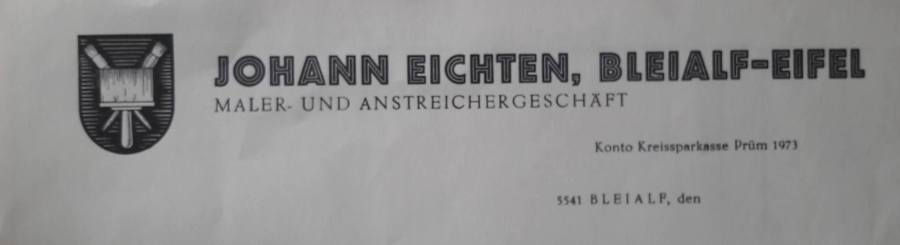 JOHANN EICHTEN, BLEIALF-EIFEL
MALER- UND ANSTREICHERGESCHÄFT
Konto Kreissparkasse Prüm 1973
5541 BLEIALF, den